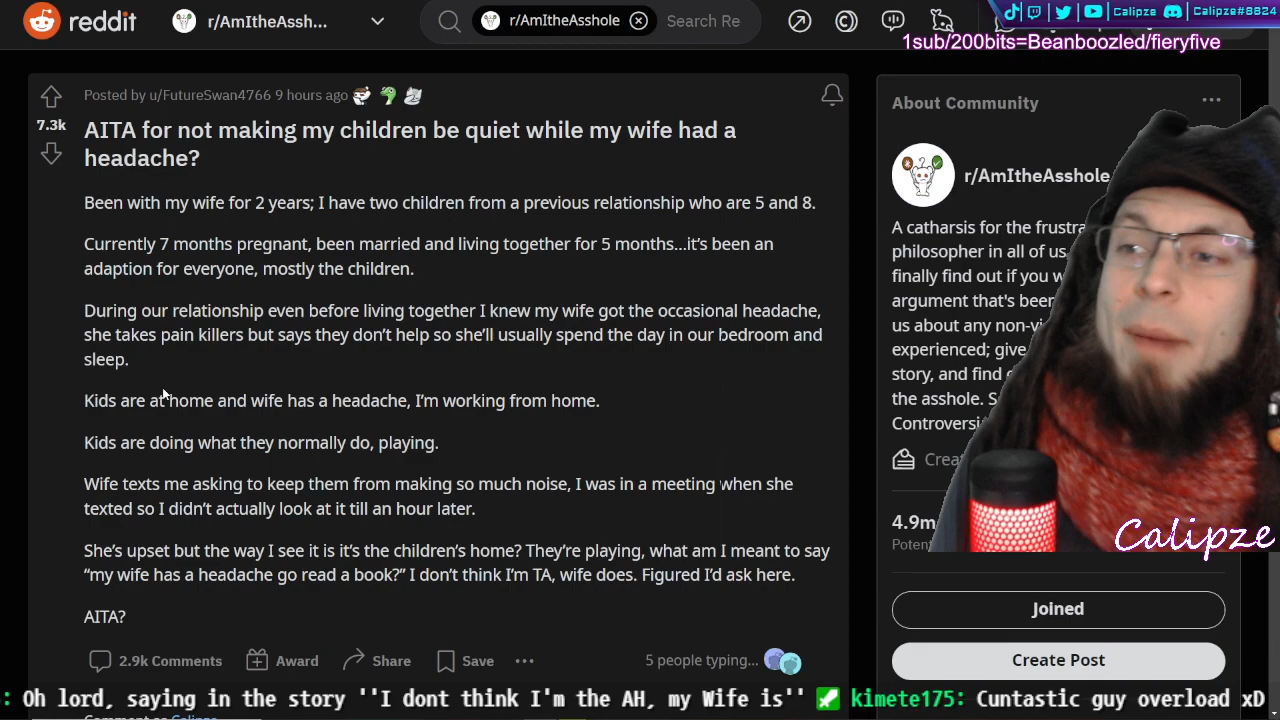 reddit
r/AmItheAssh...
r/AmItheAsshole
Search Re
Calipze
Calipze#8824
1sub/200bits=Beanboozled/fieryfive
Posted by u/FutureSwan4766 9 hours ago
7.3k
AITA for not making my children be quiet while my wife had a
headache?
Been with my wife for 2 years; I have two children from a previous relationship who are 5 and 8.
Currently 7 months pregnant, been married and living together for 5 months...it's been an
adaption for everyone, mostly the children.
During our relationship even before living together I knew my wife got the occasional headache,
she takes pain killers but says they don't help so she'll usually spend the day in our bedroom and
sleep.
Kids are at home and wife has a headache, I'm working from home.
Kids are doing what they normally do, playing.
Wife texts me asking to keep them from making so much noise, I was in a meeting when she
texted so I didn't actually look at it till an hour later.
She's upset but the way I see it is it's the children's home? They're playing, what am I meant to say
“my wife has a headache go read a book?” I don't think I'm TA, wife does. Figured I'd ask here.
AITA?
2.9k Comments
Award
Share
Save
5 people typing...
About Community
r/AmItheAsshole
A catharsis for the frustra
philosopher in all of us
finally find out if you w
argument that's been
us about any non-vi
experienced; give
story, and find
the asshole. S
Controversi
Crea
4.9m
Poten
Calipze
Joined
Create Post
: Oh lord, saying in the story ''I dont think I'm the AH, my Wife is'' kimete175: Cuntastic guy overload xD